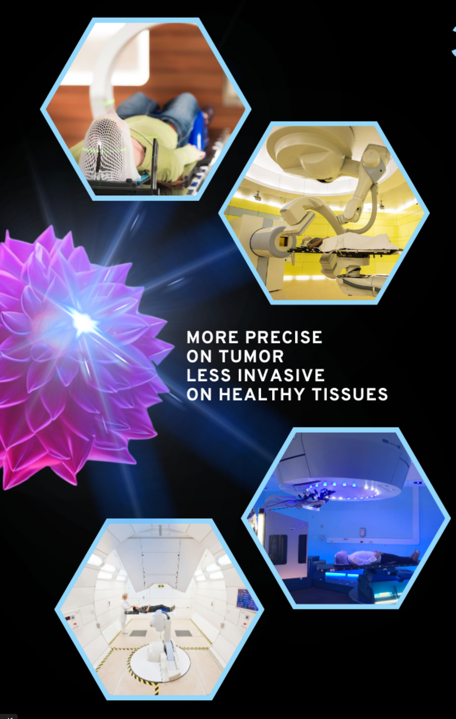 MORE PRECISE
ON TUMOR
LESS INVASIVE
ON HEALTHY TISSUES